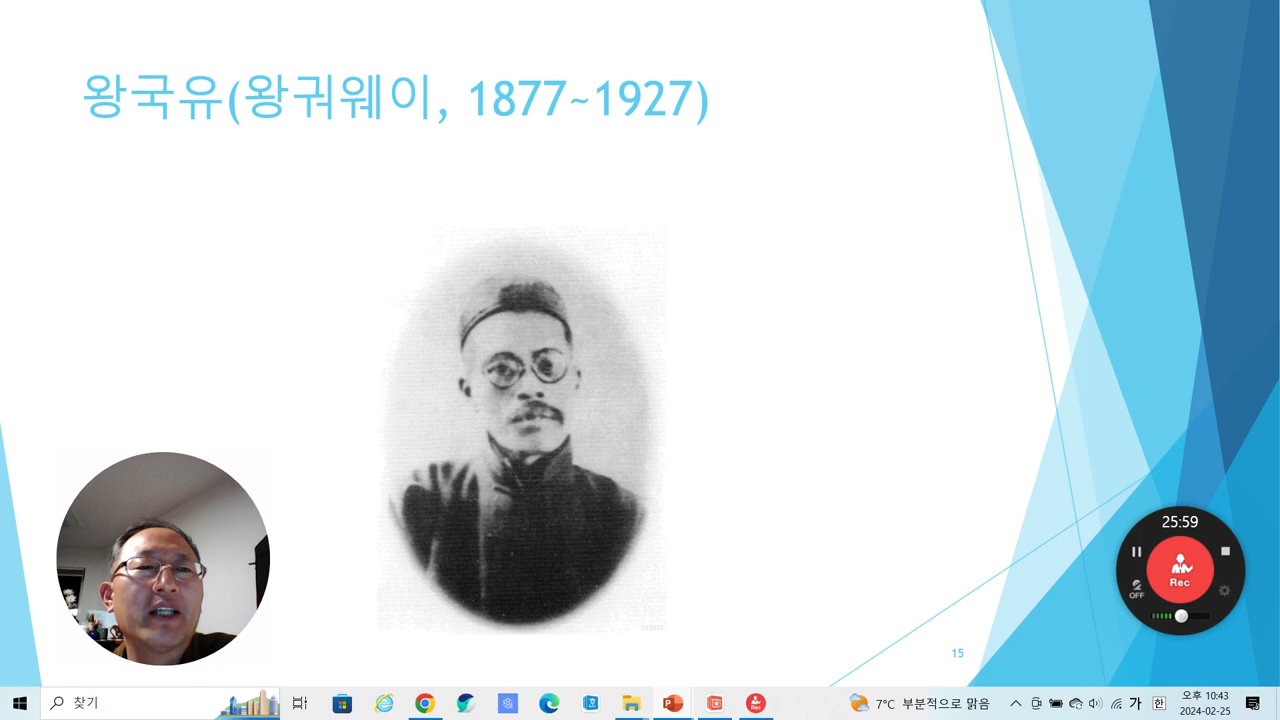 왕국유(왕궈웨이, 1877~1927)
25:59
Rec
OFF
15
찾기
Rec
7°C 부분적으로 맑음
가
한
오후 10:43
2024-02-25